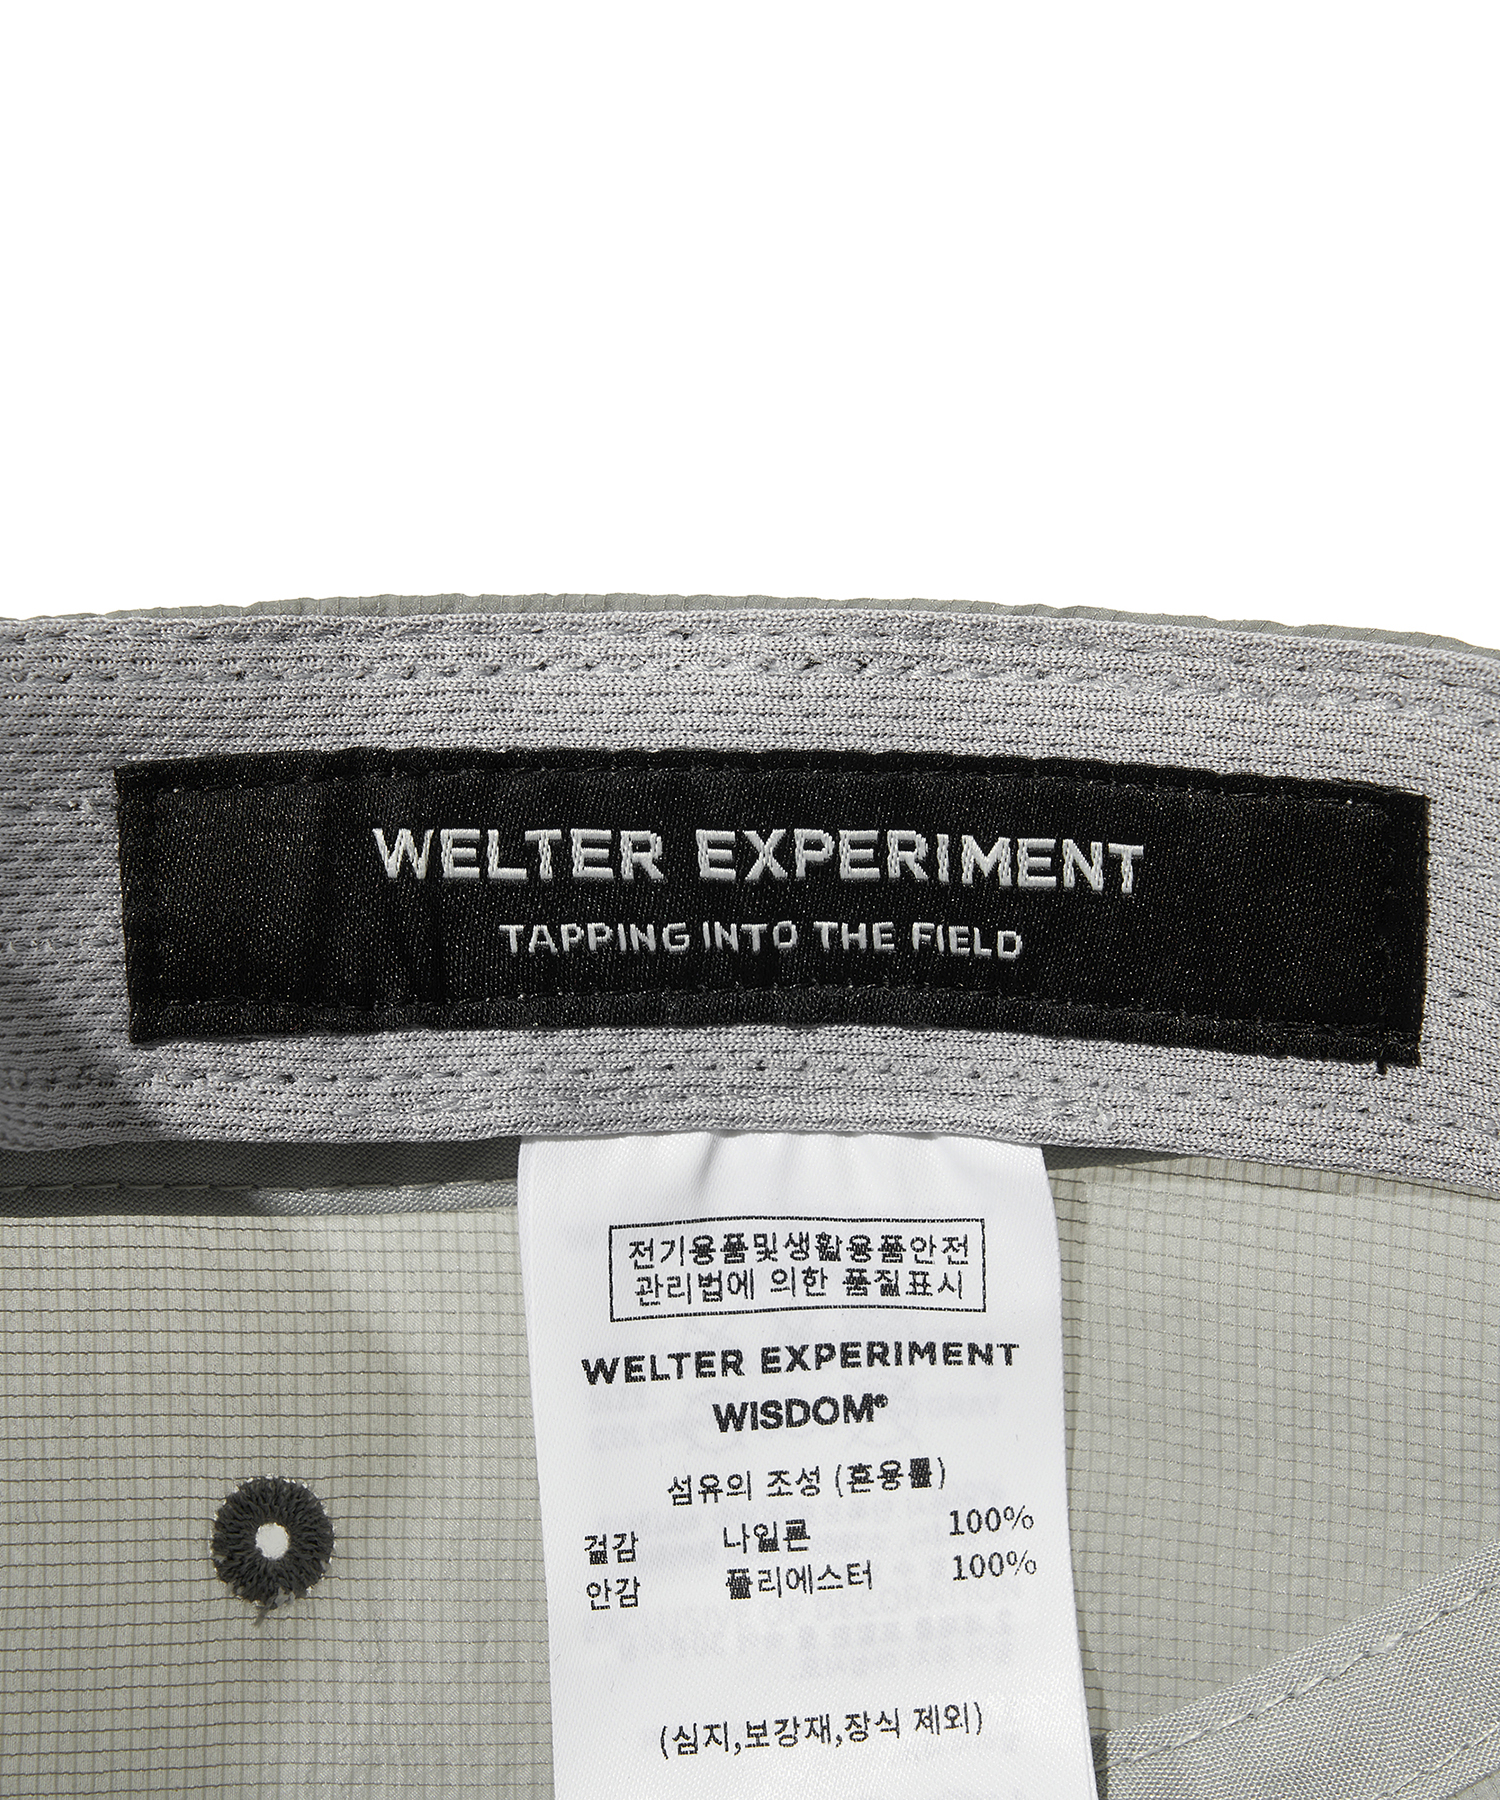 WELTER EXPERIMENT
TAPPING INTO THE FIELD
전기용품및생활용품안전
관리법에 의한 품질표시
WELTER EXPERIMENT
WISDOM®
섬유의 조성 (혼용률)
겉감 나일론 100%
안감 폴리에스터 100%
(심지,보강재,장식 제외)